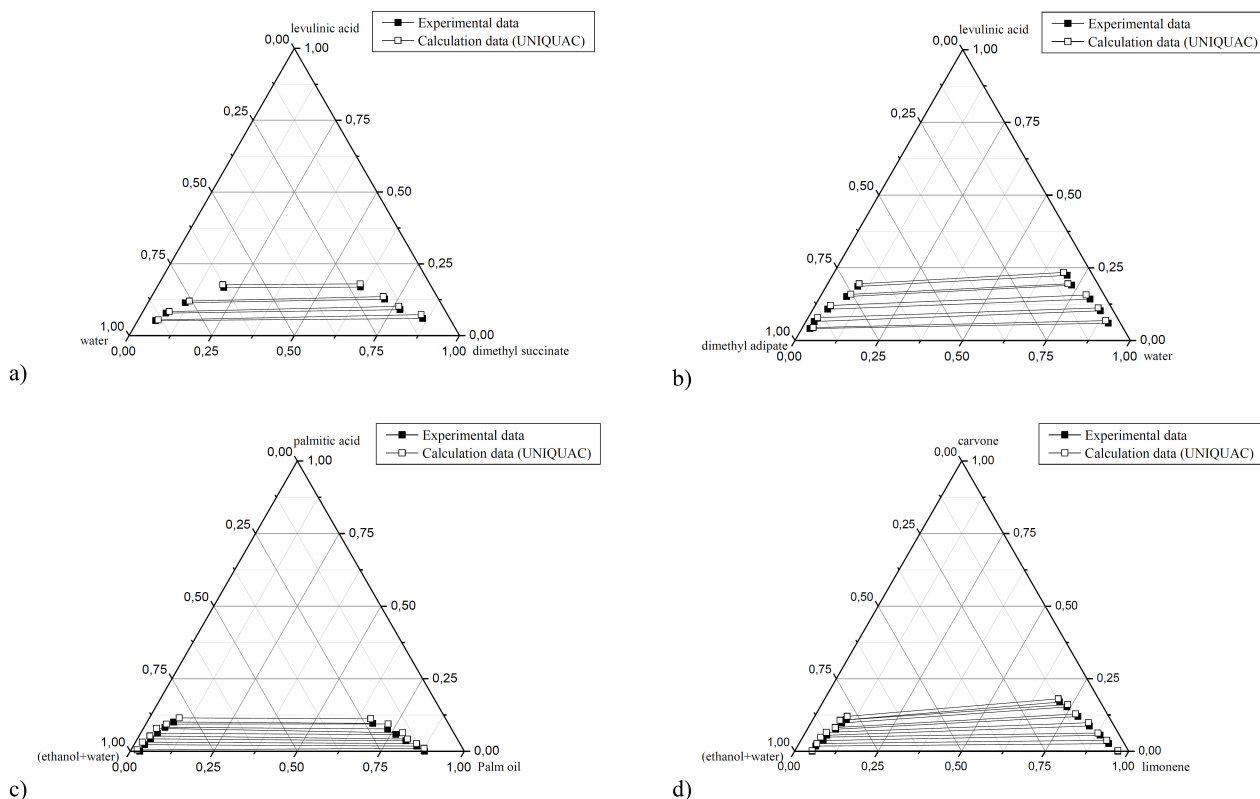 levulinic acid
Experimental data
Calculation data (UNIQUAC)
0,00
1,00
0,25
0,75
0,50
0,50
0,75
0,25
1,00
0,00
water
dimethyl succinate
0,00
0,25
0,50
0,75
1,00
a)
levulinic acid
Experimental data
Calculation data (UNIQUAC)
0,00
1,00
0,25
0,75
0,50
0,50
0,75
0,25
1,00
0,00
dimethyl adipate
water
0,00
0,25
0,50
0,75
1,00
b)
palmitic acid
Experimental data
Calculation data (UNIQUAC)
0,00
1,00
0,25
0,75
0,50
0,50
0,75
0,25
1,00
0,00
(ethanol+water)
Palm oil
0,00
0,25
0,50
0,75
1,00
c)
carvone
Experimental data
Calculation data (UNIQUAC)
0,00
1,00
0,25
0,75
0,50
0,50
0,75
0,25
1,00
0,00
(ethanol+water)
limonene
0,00
0,25
0,50
0,75
1,00
d)